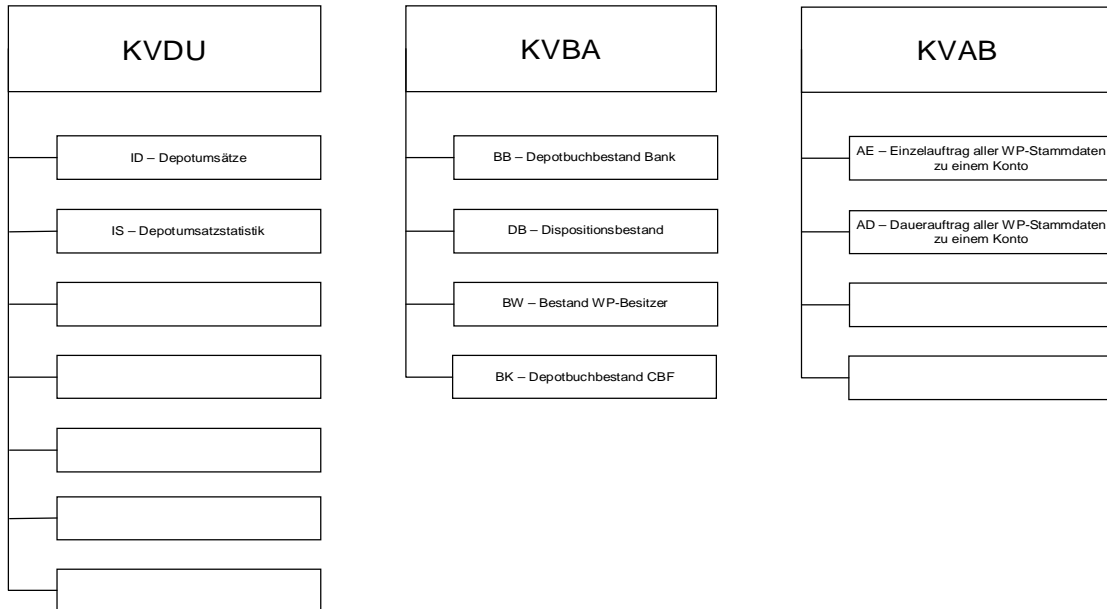 KVDU
ID – Depotumsätze
IS – Depotumsatzstatistik
KVBA
BB – Depotbuchbestand Bank
DB – Dispositionsbestand
BW – Bestand WP-Besitzer
BK – Depotbuchbestand CBF
KVAB
AE – Einzelauftrag aller WP-Stammdaten
zu einem Konto
AD – Dauerauftrag aller WP-Stammdaten
zu einem Konto